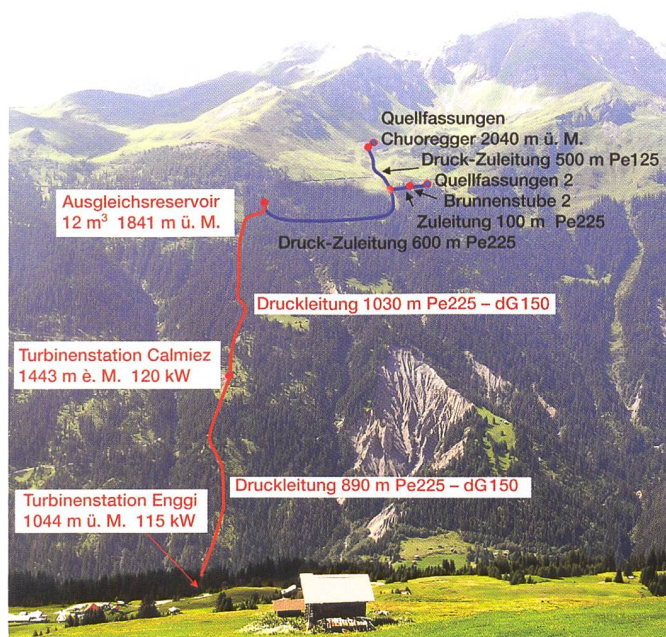 Quellfassungen
Chuoregger 2040 m ü. M.
Druck-Zuleitung 500 m Pe125
Quellfassungen 2
Brunnenstube 2
Zuleitung 100 m Pe225
Druck-Zuleitung 600 m Pe225
Ausgleichsreservoir
12 m³ 1841 m ü. M.
Druckleitung 1030 m Pe225 – dG150
Turbinenstation Calmiez
1443 m è. M. 120 kW
Druckleitung 890 m Pe225 – dG150
Turbinenstation Enggi
1044 m ü. M. 115 kW